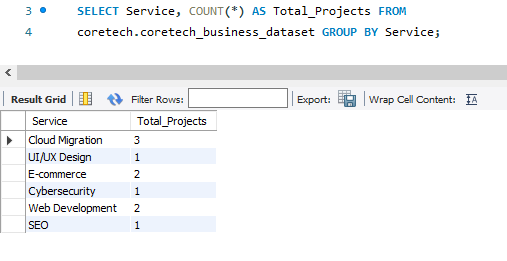 3 SELECT Service, COUNT(*) AS Total_Projects FROM
4 coretech.coretech_business_dataset GROUP BY Service;
Result Grid Filter Rows: Export: Wrap Cell Content: IA
Service Total_Projects
Cloud Migration 3
UI/UX Design 1
E-commerce 2
Cybersecurity 1
Web Development 2
SEO 1